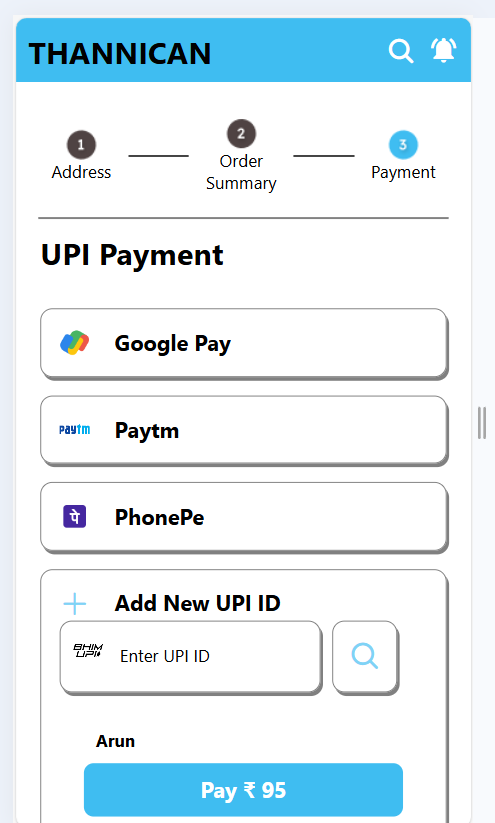 THANNICAN
1
2
3
Address
Order
Summary
Payment
UPI Payment
Google Pay
paytm
Paytm
पे
PhonePe
Add New UPI ID
BHIM
UPI
Enter UPI ID
Arun
Pay ₹ 95